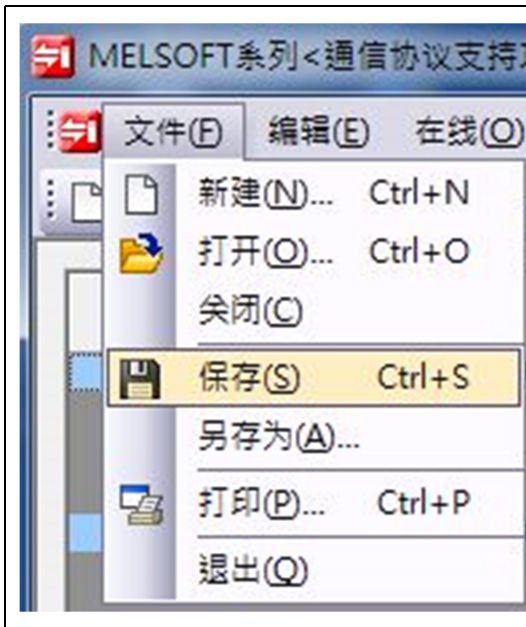 MELSOFT系列<通信协议支持
文件(F) 编辑(E) 在线(O)
新建(N)... Ctrl+N
打开(O)... Ctrl+O
关闭(C)
保存(S) Ctrl+S
另存为(A)...
打印(P)... Ctrl+P
退出(Q)